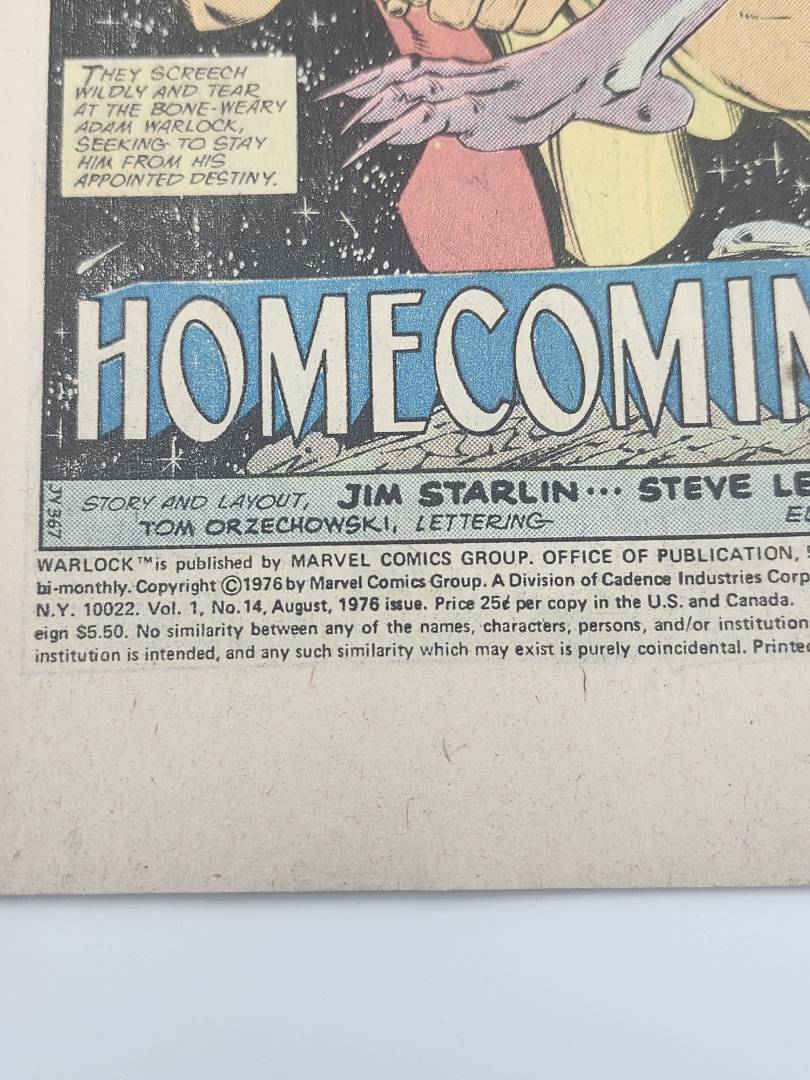 THEY SCREECH
WILDLY AND TEAR
AT THE BONE-WEARY
ADAM WARLOCK,
SEEKING TO STAY
HIM FROM HIS
APPOINTED DESTINY.
HOMECOMIN
JV367
STORY AND LAYOUT, JIM STARLIN... STEVE LE
TOM ORZECHOWSKI, LETTERING
WARLOCK™ is published by MARVEL COMICS GROUP. OFFICE OF PUBLICATION,
bi-monthly. Copyright ©1976 by Marvel Comics Group. A Division of Cadence Industries Corp
N.Y. 10022. Vol. 1, No. 14, August, 1976 issue. Price 25¢ per copy in the U.S. and Canada.
eign $5.50. No similarity between any of the names, characters, persons, and/or institution
institution is intended, and any such similarity which may exist is purely coincidental. Printed